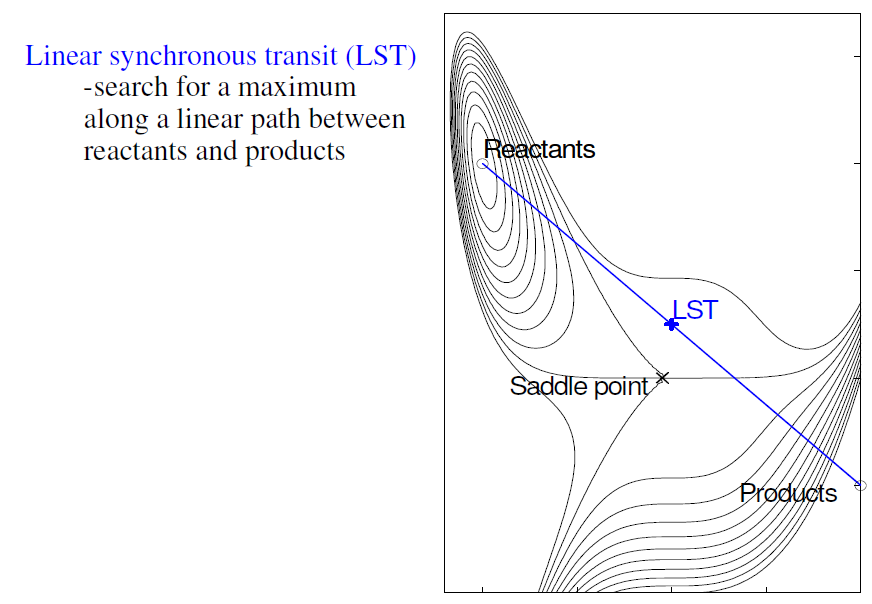 Linear synchronous transit (LST)
-search for a maximum
along a linear path between
reactants and products
Reactants
LST
Saddle point
Products